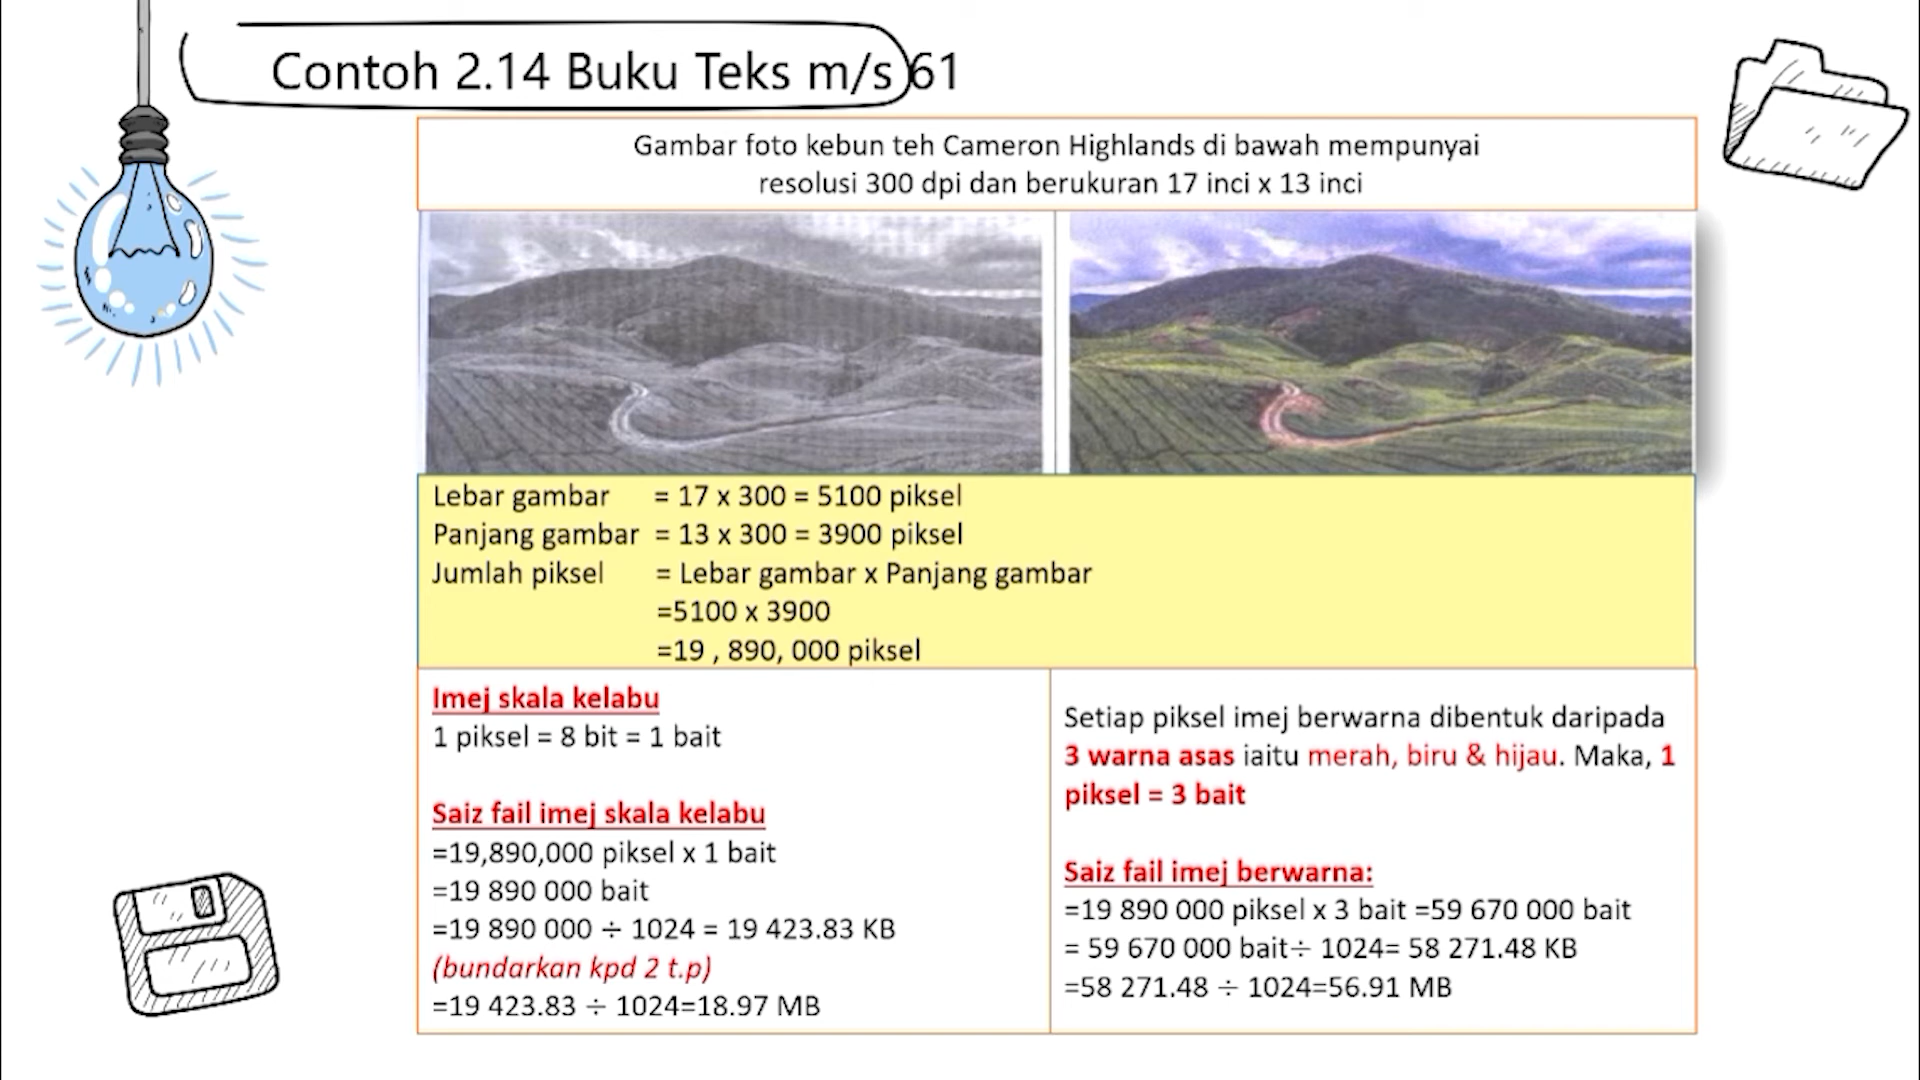 Contoh 2.14 Buku Teks m/s 61
Gambar foto kebun teh Cameron Highlands di bawah mempunyai
resolusi 300 dpi dan berukuran 17 inci x 13 inci
Lebar gambar = 17 x 300 = 5100 piksel
Panjang gambar = 13 x 300 = 3900 piksel
Jumlah piksel = Lebar gambar x Panjang gambar
=5100 x 3900
=19 , 890, 000 piksel
Imej skala kelabu
1 piksel = 8 bit = 1 bait
Saiz fail imej skala kelabu
=19,890,000 piksel x 1 bait
=19 890 000 bait
=19 890 000 ÷ 1024 = 19 423.83 KB
(bundarkan kpd 2 t.p)
=19 423.83 ÷ 1024=18.97 MB
Setiap piksel imej berwarna dibentuk daripada
3 warna asas iaitu merah, biru & hijau. Maka, 1
piksel = 3 bait
Saiz fail imej berwarna:
=19 890 000 piksel x 3 bait =59 670 000 bait
= 59 670 000 bait÷ 1024= 58 271.48 KB
=58 271.48 ÷ 1024=56.91 MB